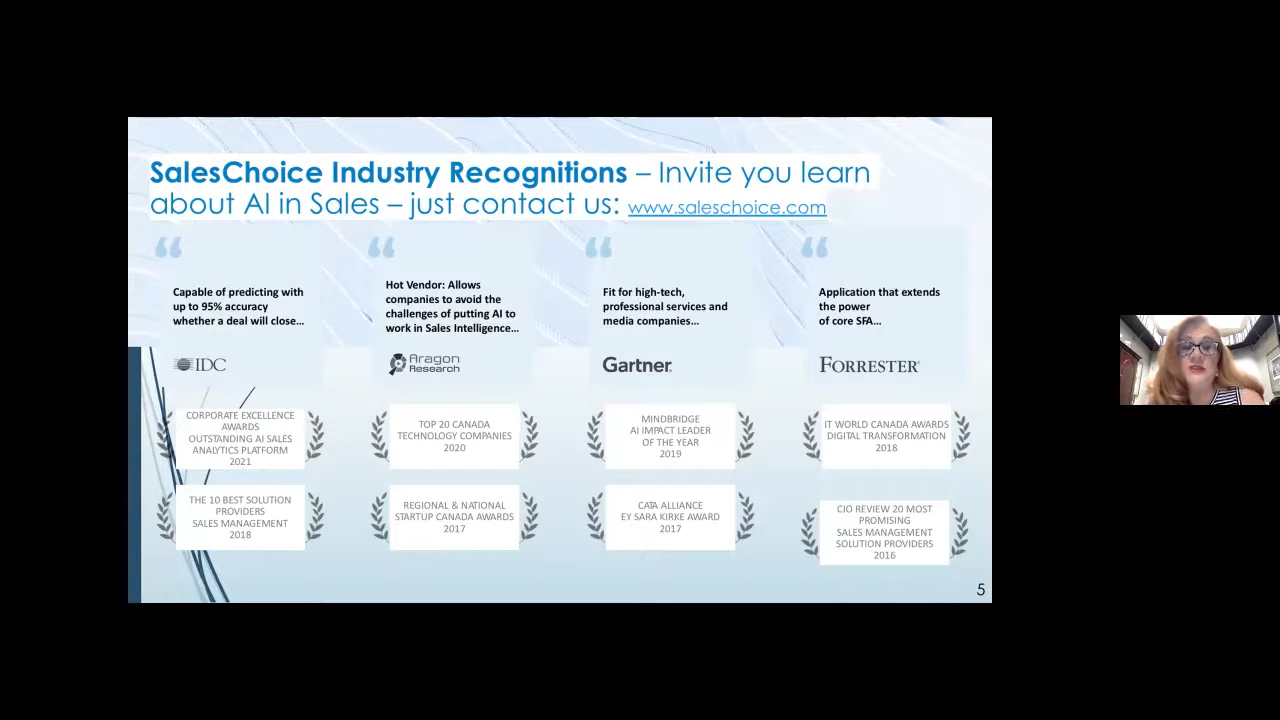 SalesChoice Industry Recognitions – Invite you learn
about AI in Sales – just contact us: www.saleschoice.com
Capable of predicting with
up to 95% accuracy
whether a deal will close…
IDC
Hot Vendor: Allows
companies to avoid the
challenges of putting AI to
work in Sales Intelligence…
Aragon
Research
Fit for high-tech,
professional services and
media companies…
Gartner
Application that extends
the power
of core SFA…
FORRESTER®
CORPORATE EXCELLENCE
AWARDS
OUTSTANDING AI SALES
ANALYTICS PLATFORM
2021
TOP 20 CANADA
TECHNOLOGY COMPANIES
2020
MINDBRIDGE
AI IMPACT LEADER
OF THE YEAR
2019
IT WORLD CANADA AWARDS
DIGITAL TRANSFORMATION
2018
THE 10 BEST SOLUTION
PROVIDERS
SALES MANAGEMENT
2018
REGIONAL & NATIONAL
STARTUP CANADA AWARDS
2017
CATA ALLIANCE
EY SARA KIRKE AWARD
2017
CIO REVIEW 20 MOST
PROMISING
SALES MANAGEMENT
SOLUTION PROVIDERS
2016
5